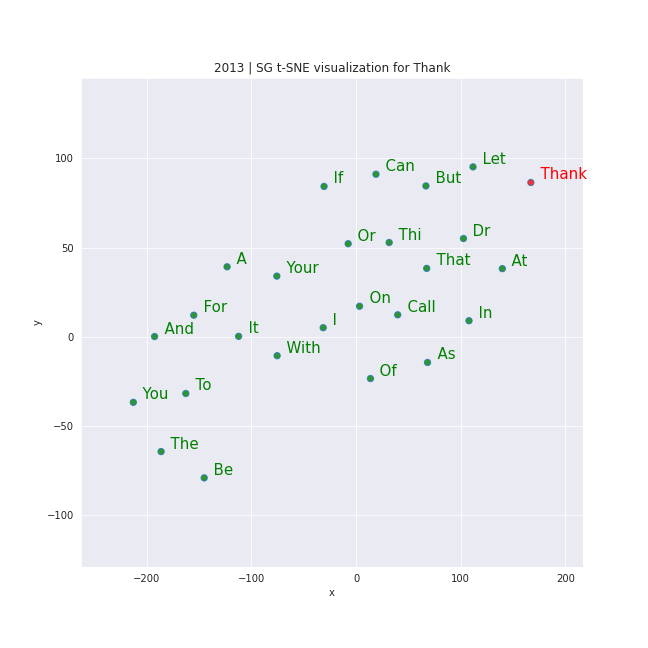 2013 | SG t-SNE visualization for Thank
100
50
0
−50
−100
y
Let
Can
If
But
Thank
Or
Thi
Dr
A
Your
That
At
On
For
Call
In
And
It
I
With
As
Of
You
To
The
Be
−200
−100
0
100
200
x